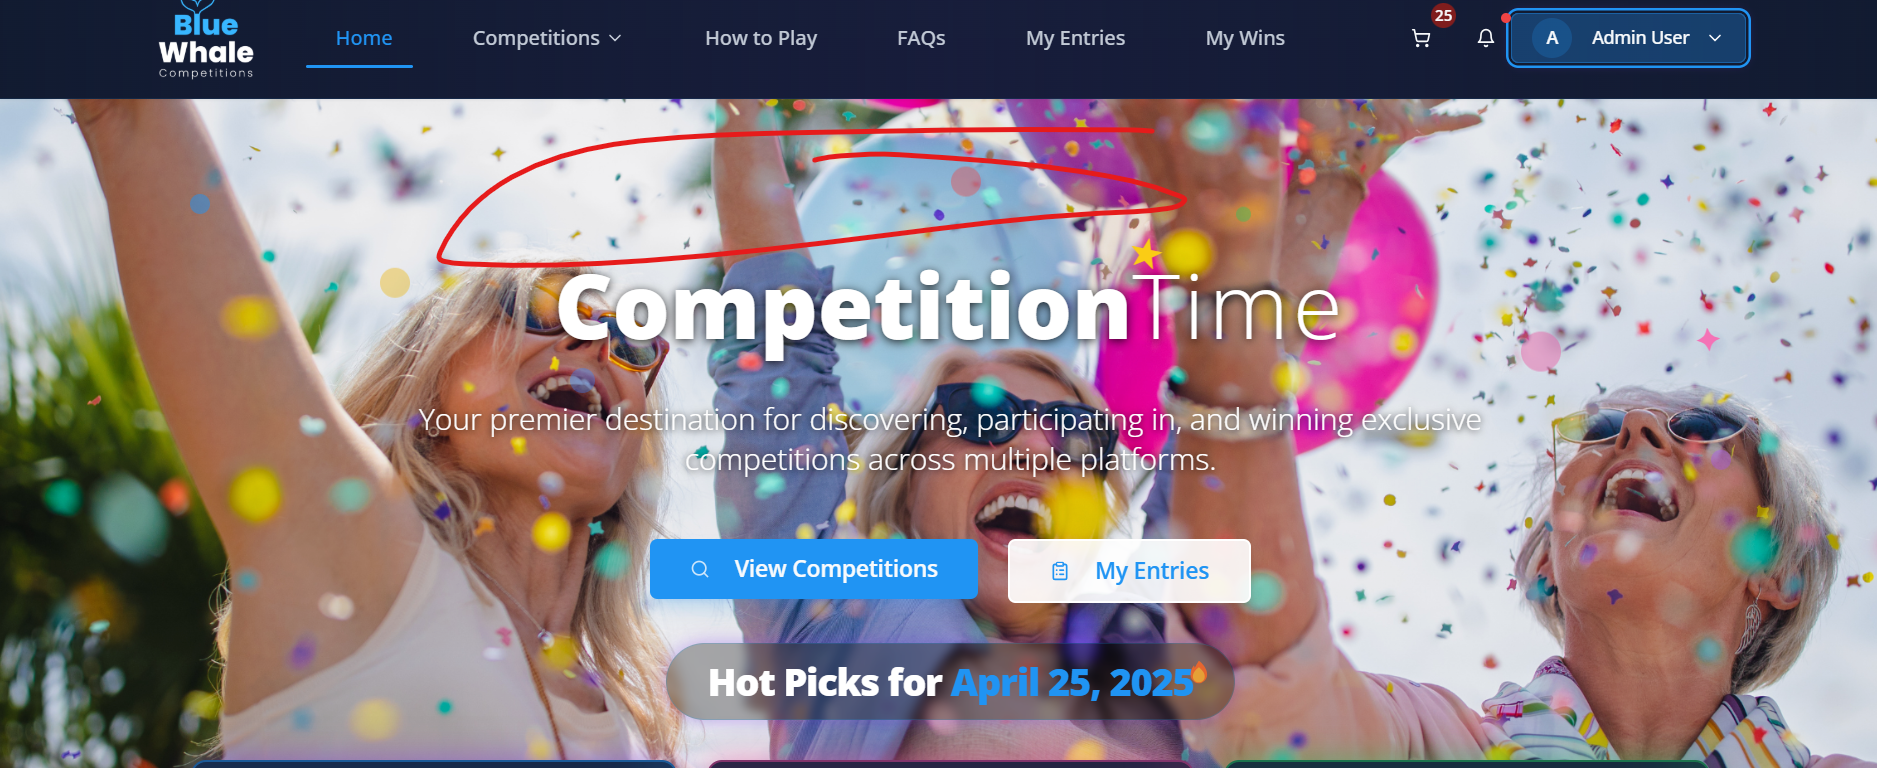 Blue
Whale
Competitions
Home
Competitions
How to Play
FAQs
My Entries
My Wins
25
A
Admin User
CompetitionTime
Your premier destination for discovering, participating in, and winning exclusive
competitions across multiple platforms.
View Competitions
My Entries
Hot Picks for April 25, 2025